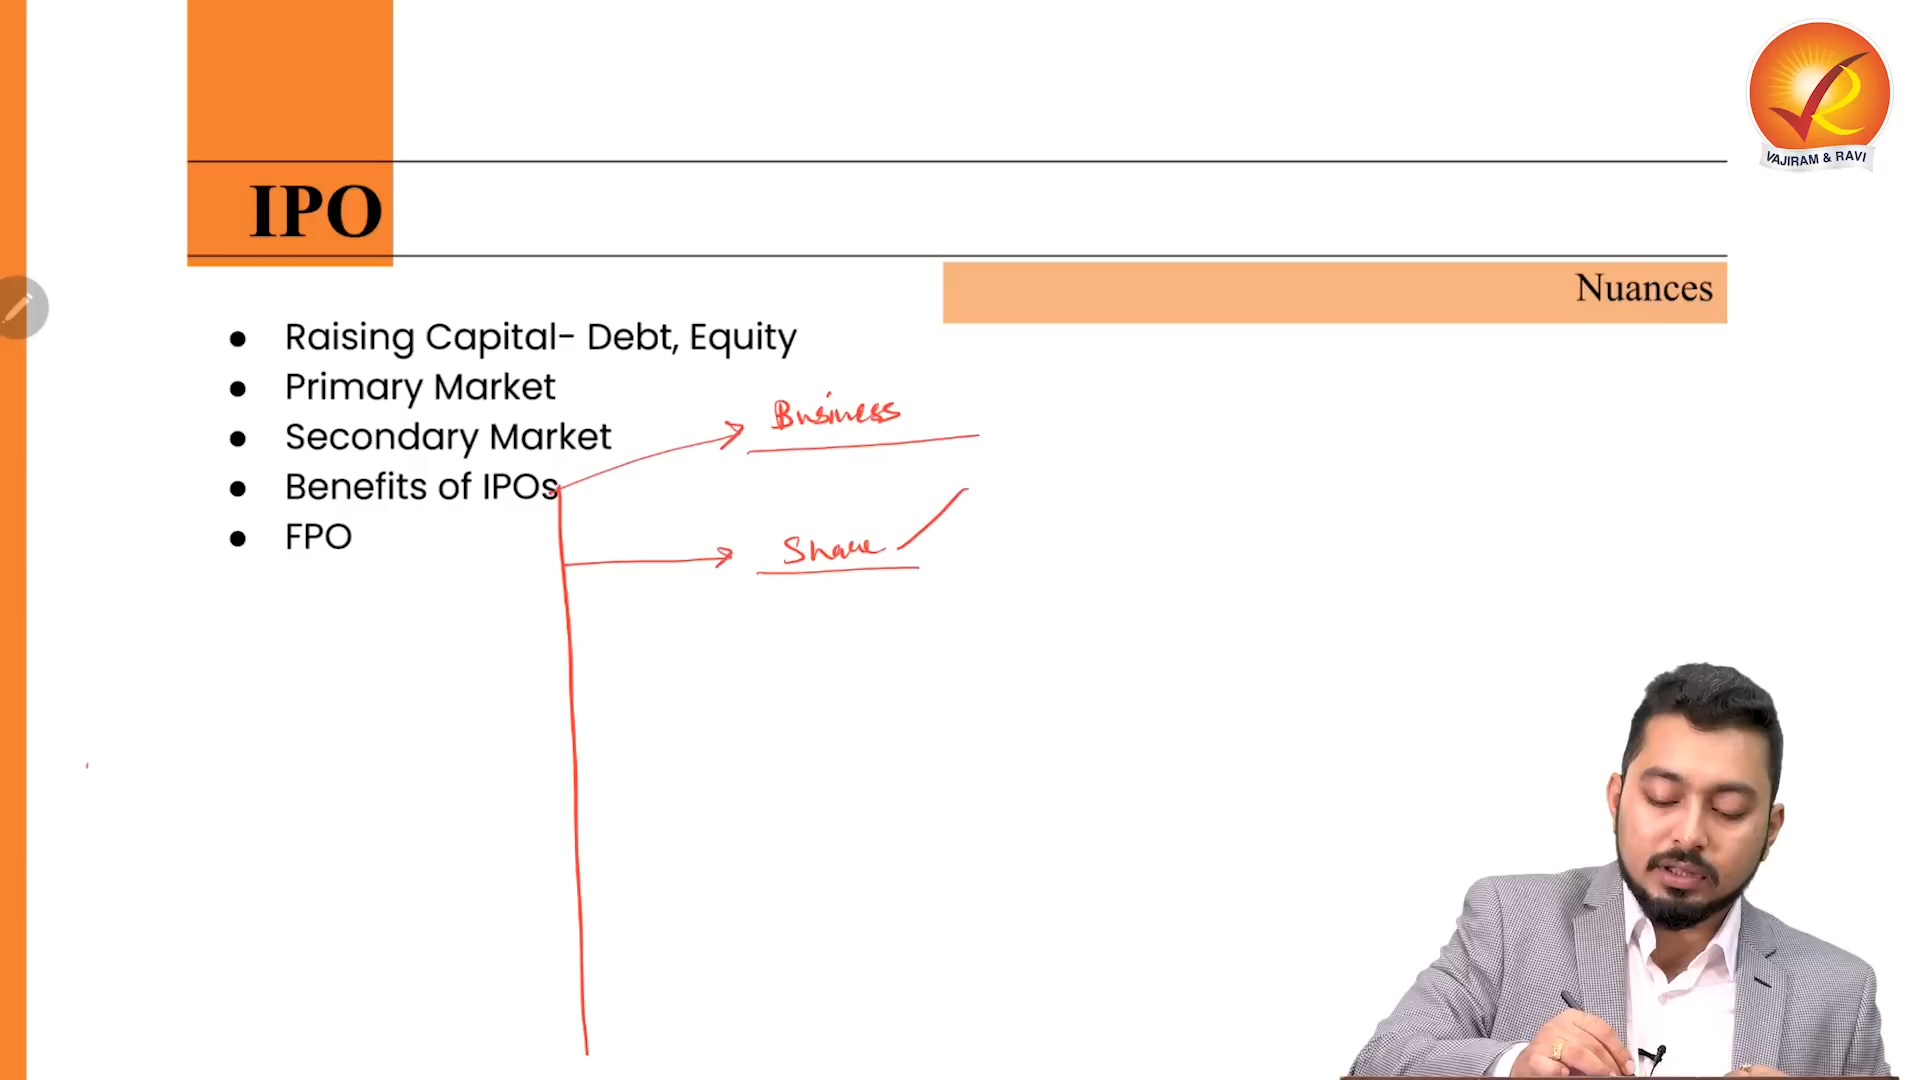 VAJIRAM & RAVI
IPO
Nuances
● Raising Capital- Debt, Equity
● Primary Market
● Secondary Market
● Benefits of IPOs
● FPO
Business
Share